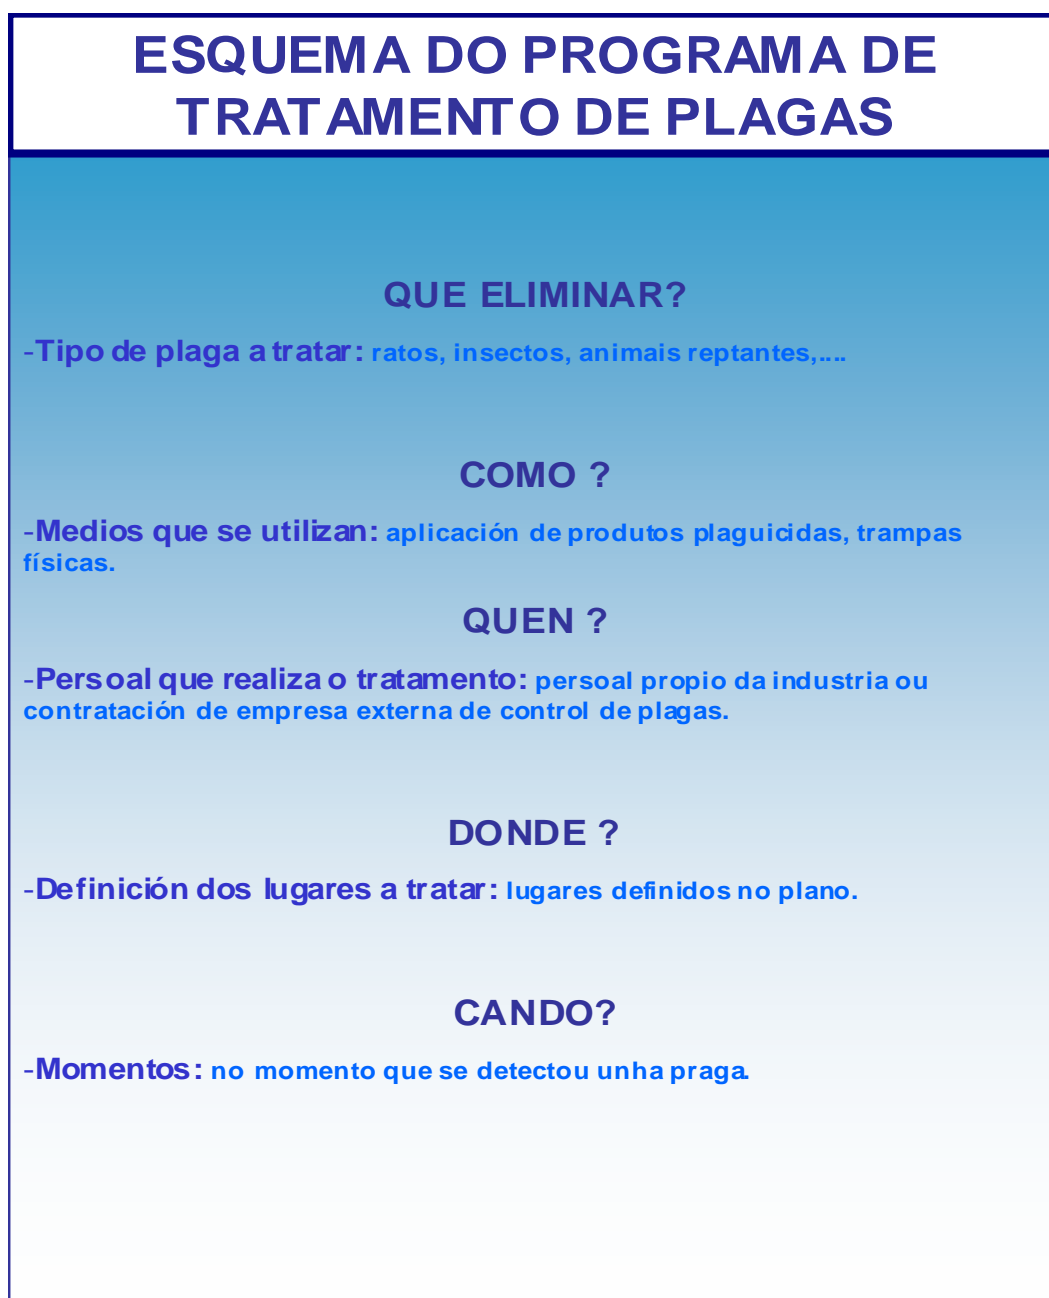 ESQUEMA DO PROGRAMA DE
TRATAMENTO DE PLAGAS
QUE ELIMINAR?
-Tipo de plaga a tratar: ratos, insectos, animais reptantes,....
COMO ?
-Medios que se utilizan: aplicación de produtos plaguicidas, trampas
físicas.
QUEN ?
-Persoal que realiza o tratamento: persoal propio da industria ou
contratación de empresa externa de control de plagas.
DONDE ?
-Definición dos lugares a tratar: lugares definidos no plano.
CANDO?
-Momentos: no momento que se detectou unha praga.